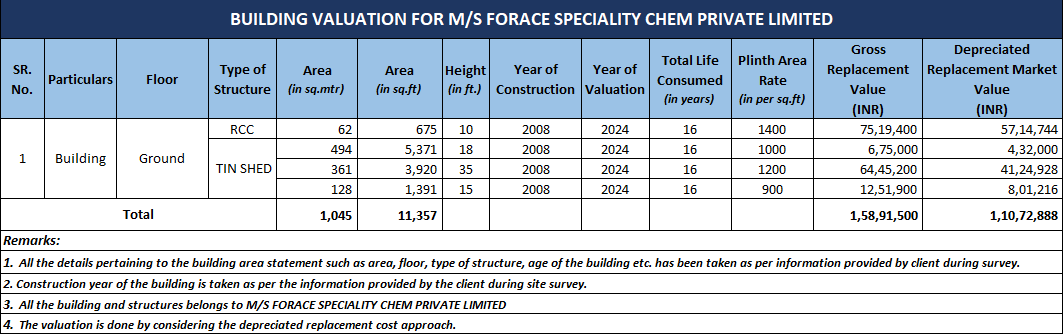 BUILDING VALUATION FOR M/S FORACE SPECIALITY CHEM PRIVATE LIMITED
SR. No. Particulars Floor Type of Structure Area (in sq.mtr) Area (in sq.ft) Height (in ft.) Year of Construction Year of Valuation Total Life Consumed (in years) Plinth Area Rate (in per sq.ft) Gross Replacement Value (INR) Depreciated Replacement Market Value (INR)
1 Building Ground RCC 62 675 10 2008 2024 16 1400 75,19,400 57,14,744
TIN SHED 494 5,371 18 2008 2024 16 1000 6,75,000 4,32,000
361 3,920 35 2008 2024 16 1200 64,45,200 41,24,928
128 1,391 15 2008 2024 16 900 12,51,900 8,01,216
Total 1,045 11,357 1,58,91,500 1,10,72,888
Remarks:
1. All the details pertaining to the building area statement such as area, floor, type of structure, age of the building etc. has been taken as per information provided by client during survey.
2. Construction year of the building is taken as per the information provided by the client during site survey.
3. All the building and structures belongs to M/S FORACE SPECIALITY CHEM PRIVATE LIMITED
4. The valuation is done by considering the depreciated replacement cost approach.